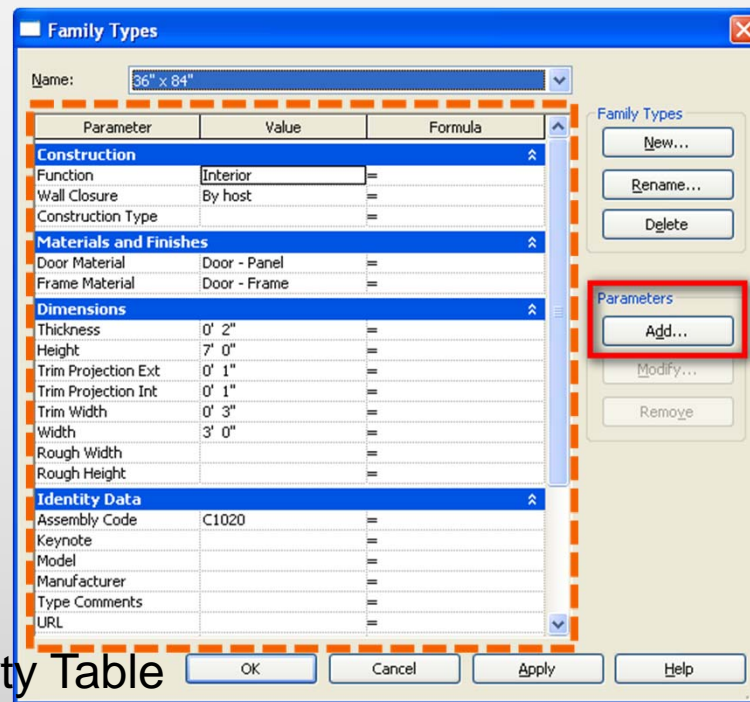 Family Types
Name: 36" x 84"
Parameter Value Formula
Construction
Function Interior =
Wall Closure By host =
Construction Type =
Materials and Finishes
Door Material Door - Panel =
Frame Material Door - Frame =
Dimensions
Thickness 0' 2" =
Height 7' 0" =
Trim Projection Ext 0' 1" =
Trim Projection Int 0' 1" =
Trim Width 0' 3" =
Width 3' 0" =
Rough Width =
Rough Height =
Identity Data
Assembly Code C1020 =
Keynote =
Model =
Manufacturer =
Type Comments =
URL =
Family Types
New...
Rename...
Delete
Parameters
Add...
Modify...
Remove
ty Table
OK Cancel Apply Help